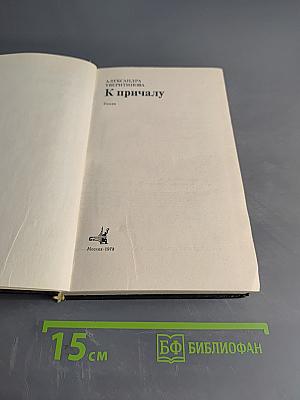 АЛЕКСАНДРА
ТВЕРИТИНОВА
К причалу
Роман
Москва · 1978
15 см
БФ БИБЛИОФАН